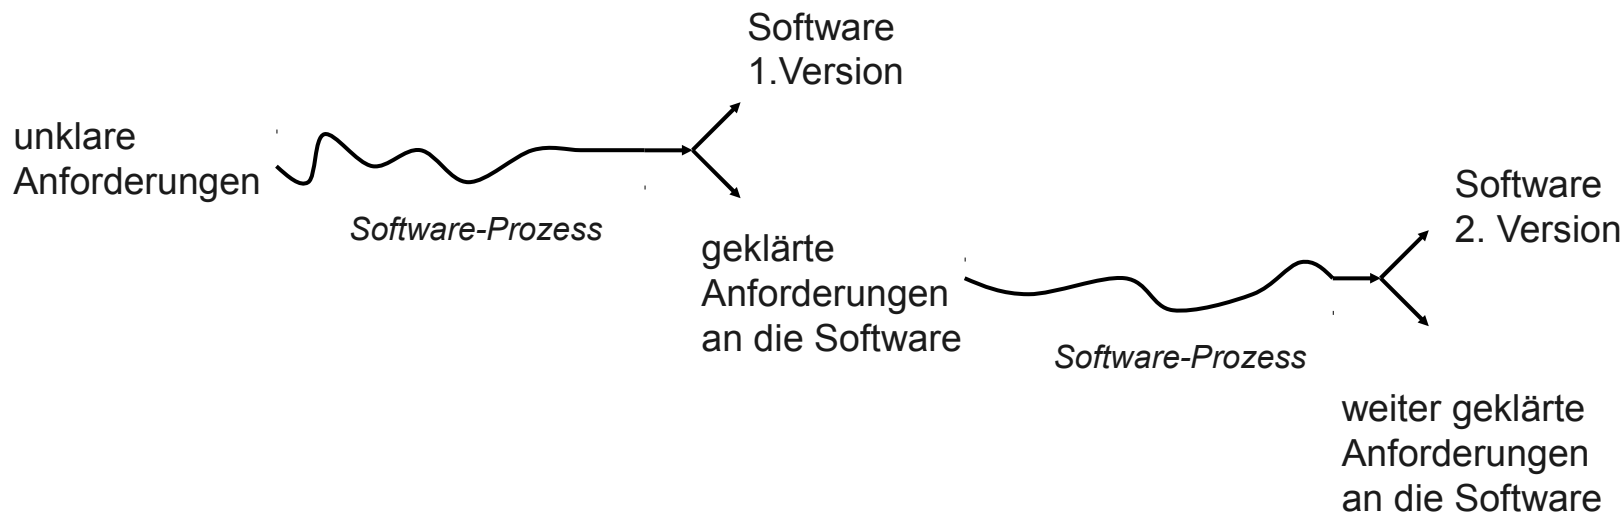 Software
1.Version
unklare
Anforderungen
Software-Prozess
geklärte
Anforderungen
an die Software
Software
2. Version
Software-Prozess
weiter geklärte
Anforderungen
an die Software